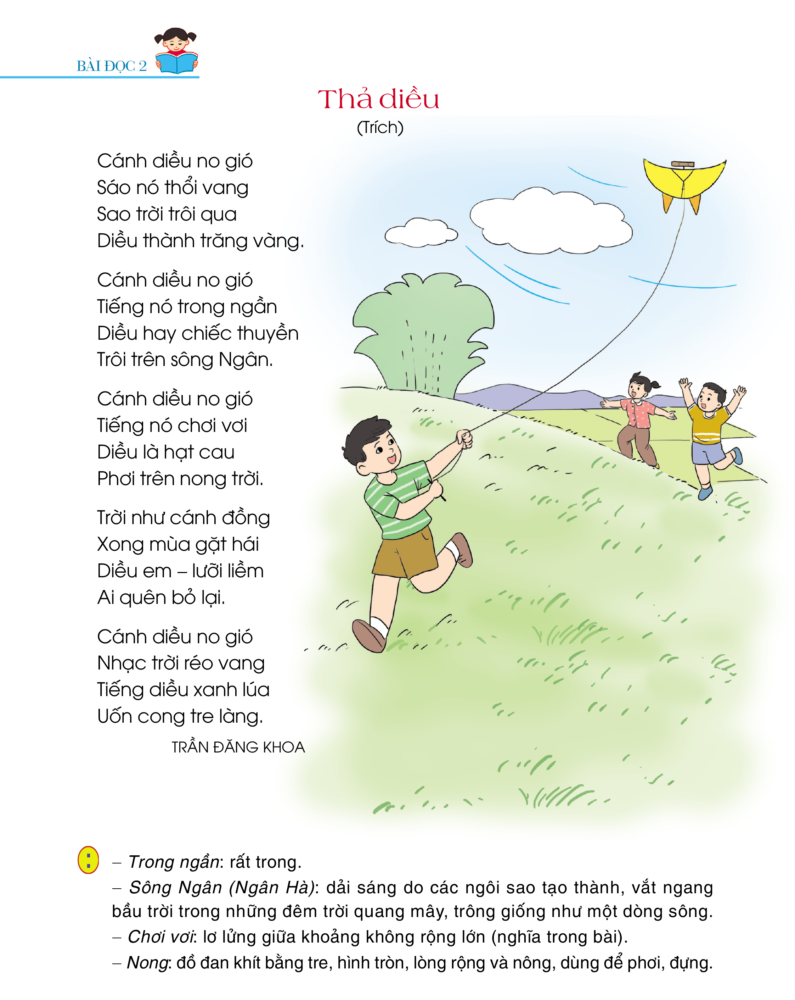 BÀI ĐỌC 2
Thả diều
(Trích)
Cánh diều no gió
Sáo nó thổi vang
Sao trời trôi qua
Diều thành trăng vàng.
Cánh diều no gió
Tiếng nó trong ngần
Diều hay chiếc thuyền
Trôi trên sông Ngân.
Cánh diều no gió
Tiếng nó chơi vơi
Diều là hạt cau
Phơi trên nong trời.
Trời như cánh đồng
Xong mùa gặt hái
Diều em – lưỡi liềm
Ai quên bỏ lại.
Cánh diều no gió
Nhạc trời réo vang
Tiếng diều xanh lúa
Uốn cong tre làng.
TRẦN ĐĂNG KHOA
:
– Trong ngần: rất trong.
– Sông Ngân (Ngân Hà): dải sáng do các ngôi sao tạo thành, vắt ngang
bầu trời trong những đêm trời quang mây, trông giống như một dòng sông.
– Chơi vơi: lơ lửng giữa khoảng không rộng lớn (nghĩa trong bài).
– Nong: đồ đan khít bằng tre, hình tròn, lòng rộng và nông, dùng để phơi, đựng.